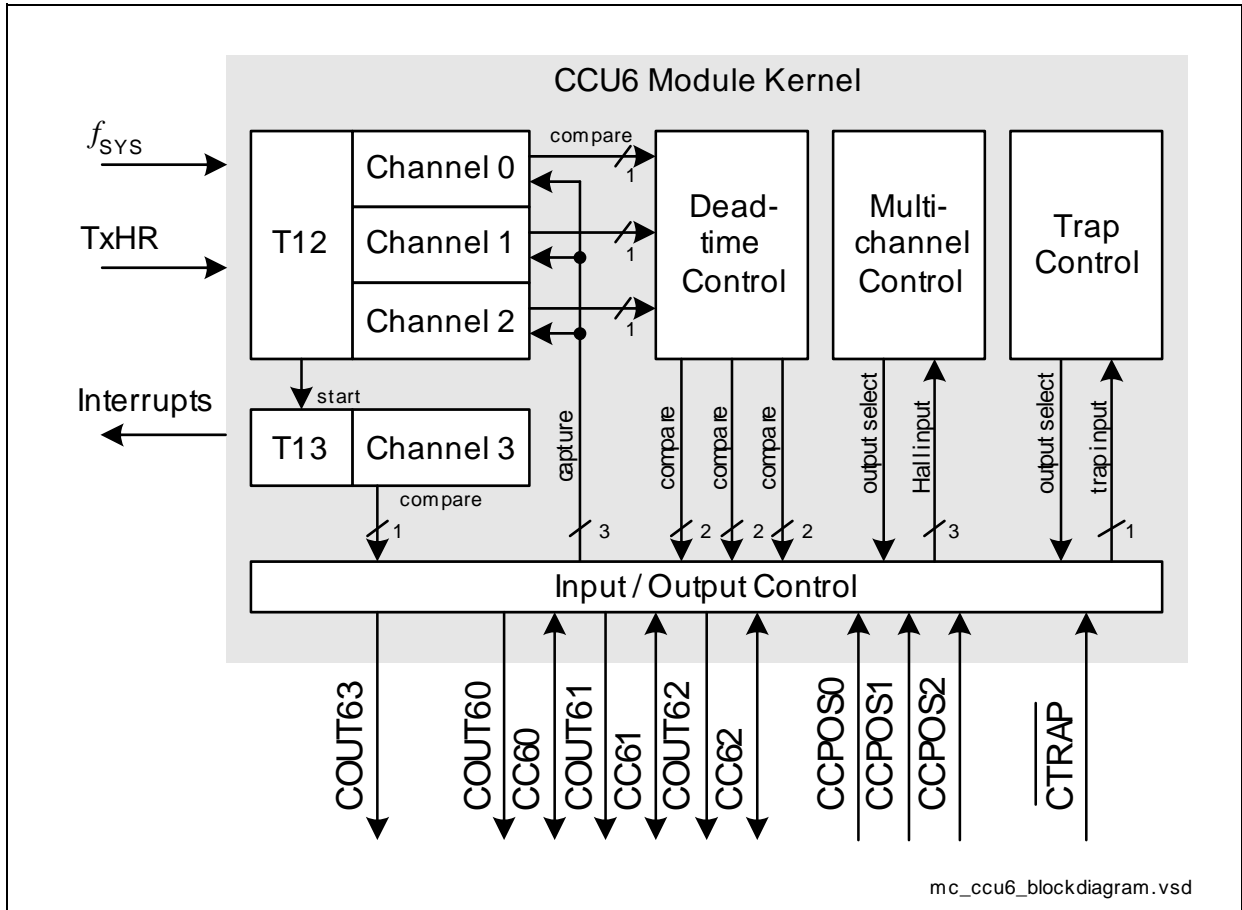 CCU6 Module Kernel
fSYS
TxHR
Interrupts
T12
Channel 0
Channel 1
Channel 2
compare
1
1
1
Dead-
time
Control
Multi-
channel
Control
Trap
Control
start
T13
Channel 3
compare
1
capture
3
compare
2
compare
2
compare
2
output select
Hall input
3
output select
trap input
1
Input / Output Control
COUT63
COUT60
CC60
COUT61
CC61
COUT62
CC62
CCPOS0
CCPOS1
CCPOS2
CTRAP
mc_ccu6_blockdiagram.vsd